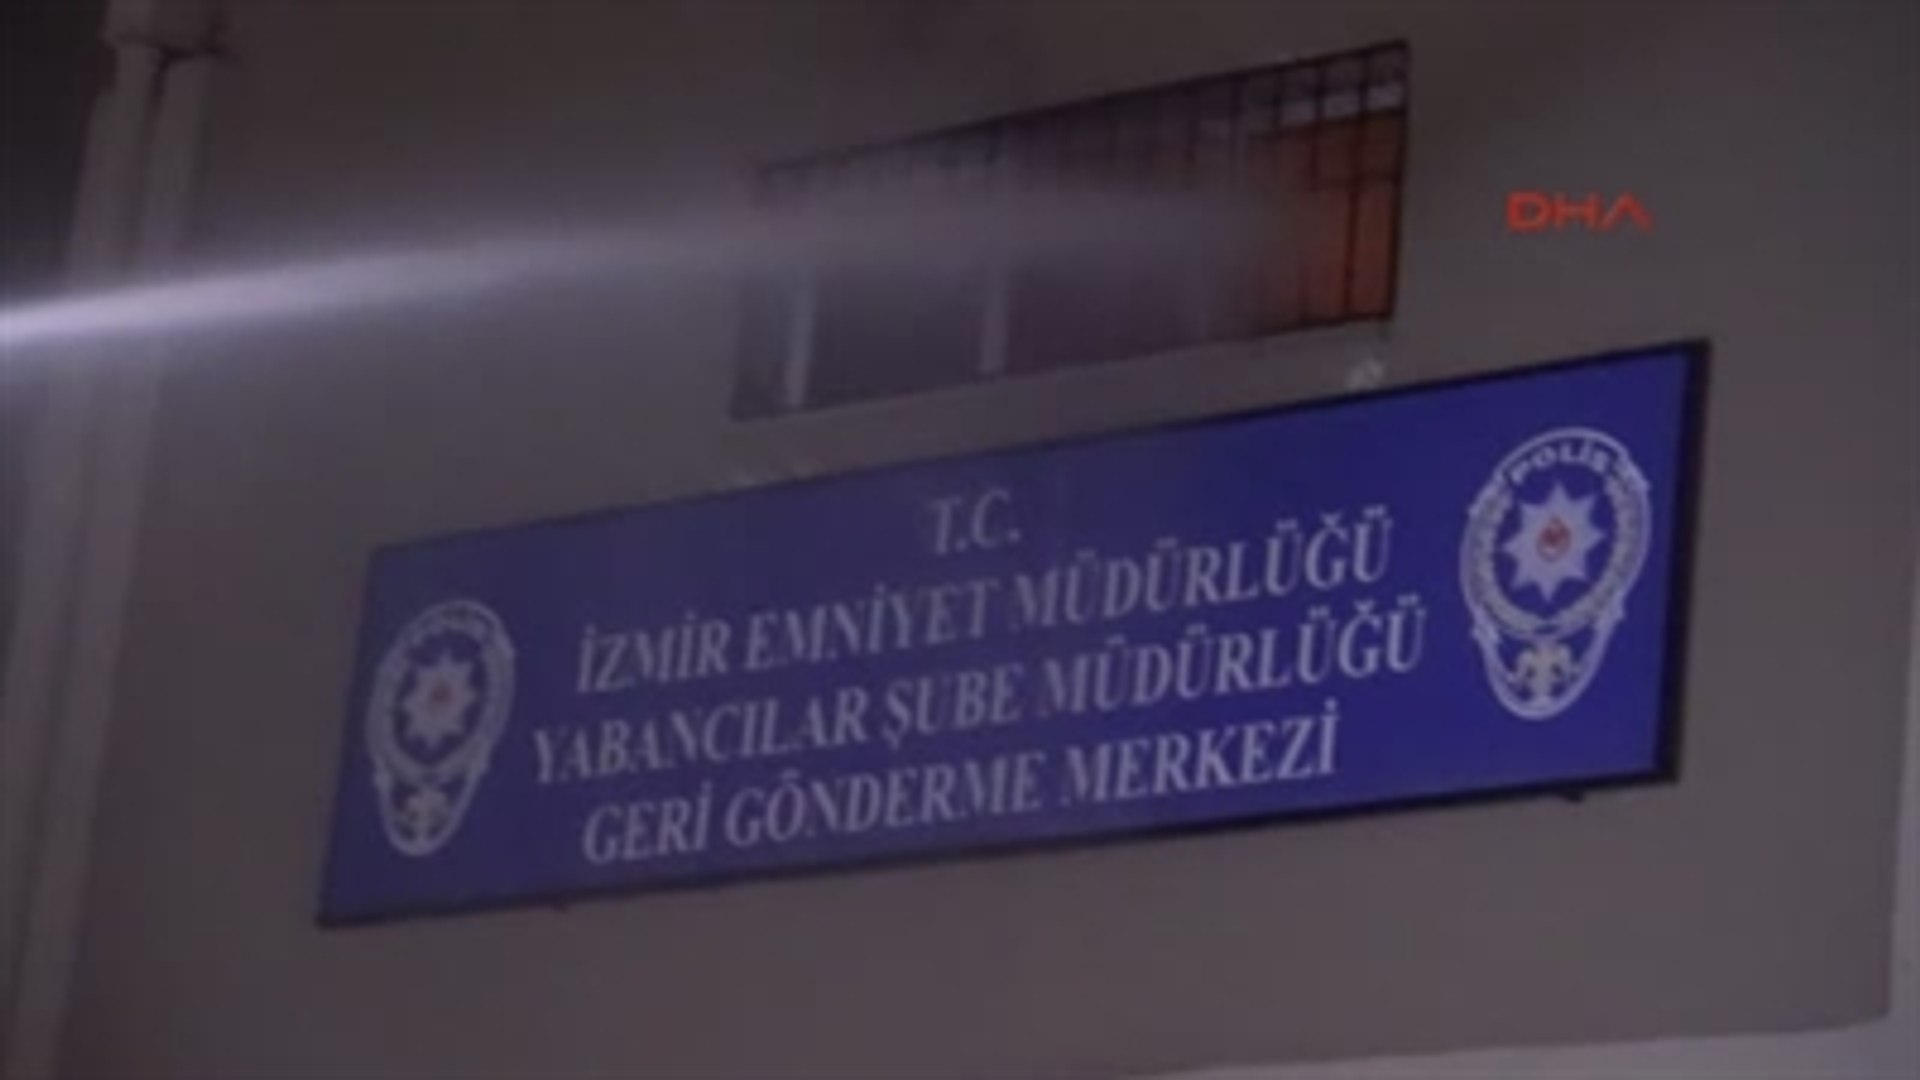 DHA
POLİS
T.C.
İZMİR EMNİYET MÜDÜRLÜĞÜ
YABANCILAR ŞUBE MÜDÜRLÜĞÜ
GERİ GÖNDERME MERKEZİ